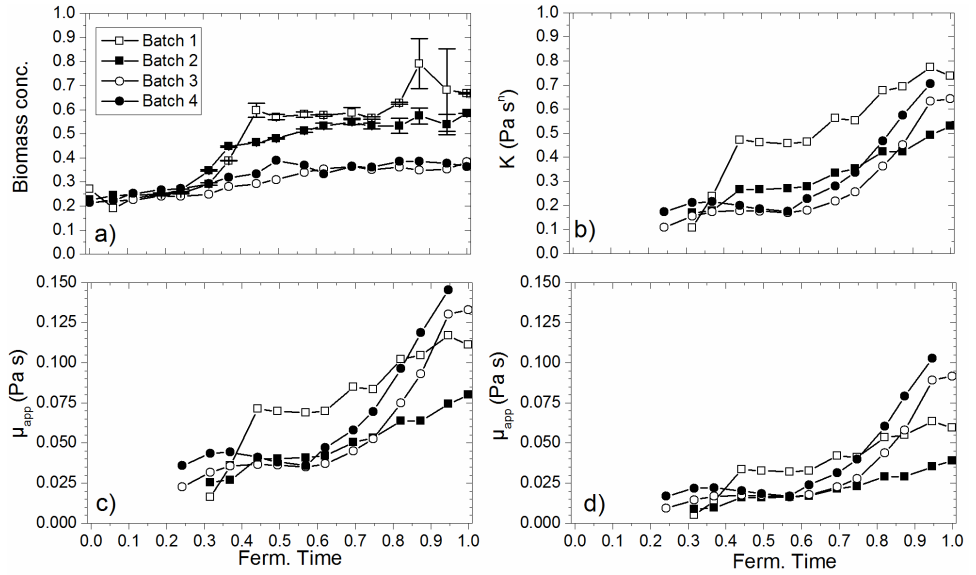 1.0
0.9
0.8
0.7
0.6
0.5
0.4
0.3
0.2
0.1
0.0
Biomass conc.
Batch 1
Batch 2
Batch 3
Batch 4
a)
1.0
0.9
0.8
0.7
0.6
0.5
0.4
0.3
0.2
0.1
0.0
K (Pa sⁿ)
b)
0.150
0.125
0.100
0.075
0.050
0.025
0.000
μapp (Pa s)
c)
0.0 0.1 0.2 0.3 0.4 0.5 0.6 0.7 0.8 0.9 1.0
Ferm. Time
0.150
0.125
0.100
0.075
0.050
0.025
0.000
μapp (Pa s)
d)
0.0 0.1 0.2 0.3 0.4 0.5 0.6 0.7 0.8 0.9 1.0
Ferm. Time